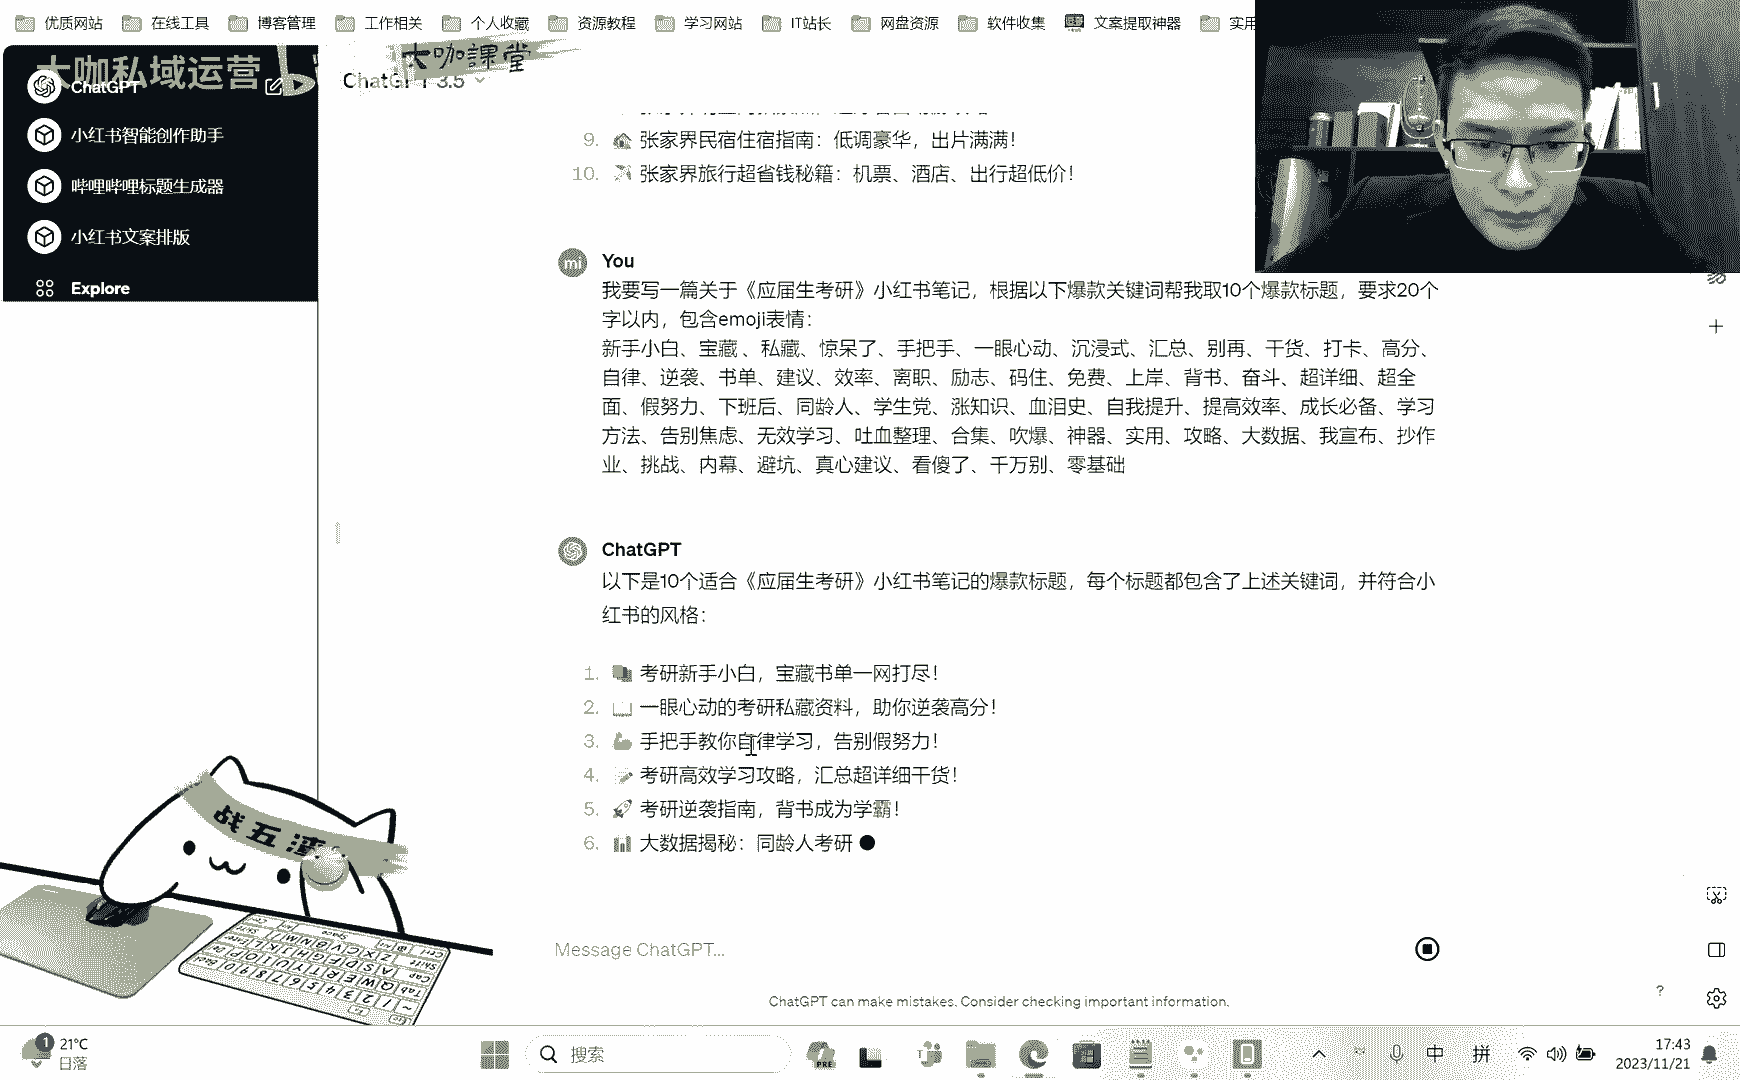 优质网站 在线工具 博客管理 工作相关 个人收藏 资源教程 学习网站 IT站长 网盘资源 软件收集 文案提取神器 实用
大咖私域运营
大咖課堂
ChatGPT
ChatGPT 3.5
小红书智能创作助手
哔哩哔哩标题生成器
小红书文案排版
Explore
9. 张家界民宿住宿指南：低调豪华，出片满满！
10. 张家界旅行超省钱秘籍：机票、酒店、出行超低价！
mi You
我要写一篇关于《应届生考研》小红书笔记，根据以下爆款关键词帮我取10个爆款标题，要求20个
字以内，包含emoji表情：
新手小白、宝藏 、私藏、惊呆了、手把手、一眼心动、沉浸式、汇总、别再、干货、打卡、高分、
自律、逆袭、书单、建议、效率、离职、励志、码住、免费、上岸、背书、奋斗、超详细、超全
面、假努力、下班后、同龄人、学生党、涨知识、血泪史、自我提升、提高效率、成长必备、学习
方法、告别焦虑、无效学习、吐血整理、合集、吹爆、神器、实用、攻略、大数据、我宣布、抄作
业、挑战、内幕、避坑、真心建议、看傻了、千万别、零基础
ChatGPT
以下是10个适合《应届生考研》小红书笔记的爆款标题，每个标题都包含了上述关键词，并符合小
红书的风格：
1. 考研新手小白，宝藏书单一网打尽！
2. 一眼心动的考研私藏资料，助你逆袭高分！
3. 手把手教你自律学习，告别假努力！
4. 考研高效学习攻略，汇总超详细干货！
5. 考研逆袭指南，背书成为学霸！
6. 大数据揭秘：同龄人考研
战五渣
Message ChatGPT...
ChatGPT can make mistakes. Consider checking important information.
?
1 21°C
日落
搜索
PRE
中 拼
17:43
2023/11/21